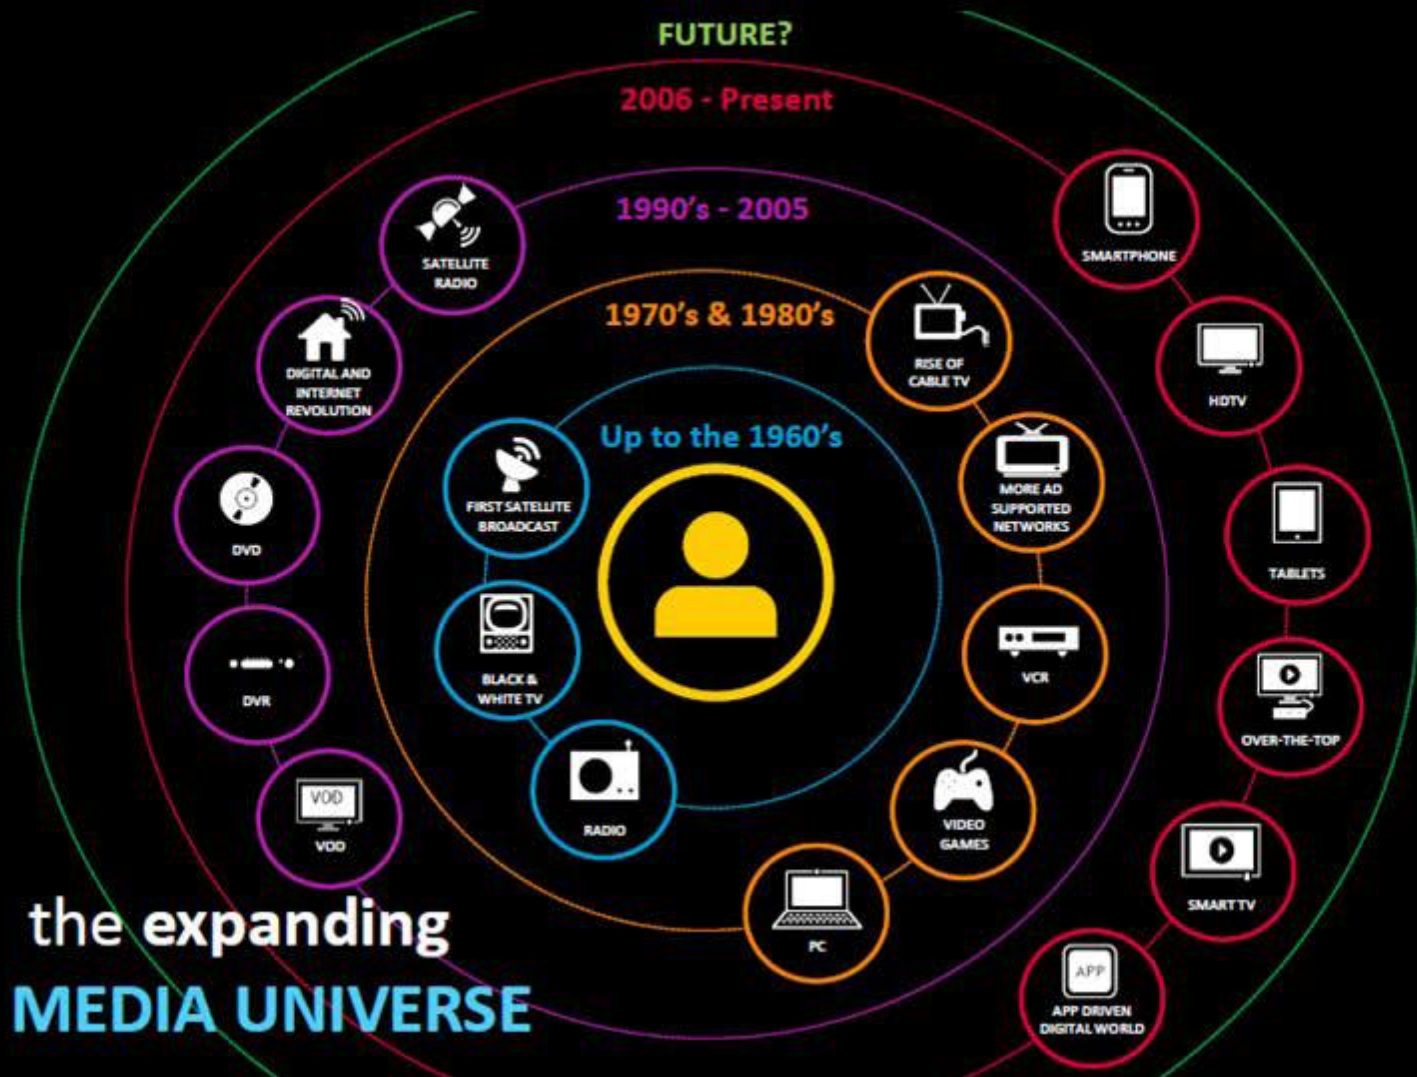 FUTURE?
2006 - Present
1990's - 2005
1970's & 1980's
Up to the 1960's
SATELLITE
RADIO
DIGITAL AND
INTERNET
REVOLUTION
DVD
DVR
VOD
VOD
FIRST SATELLITE
BROADCAST
BLACK &
WHITE TV
RADIO
RISE OF
CABLE TV
MORE AD
SUPPORTED
NETWORKS
VCR
VIDEO
GAMES
PC
SMARTPHONE
HDTV
TABLETS
OVER-THE-TOP
SMART TV
APP
APP DRIVEN
DIGITAL WORLD
the expanding
MEDIA UNIVERSE